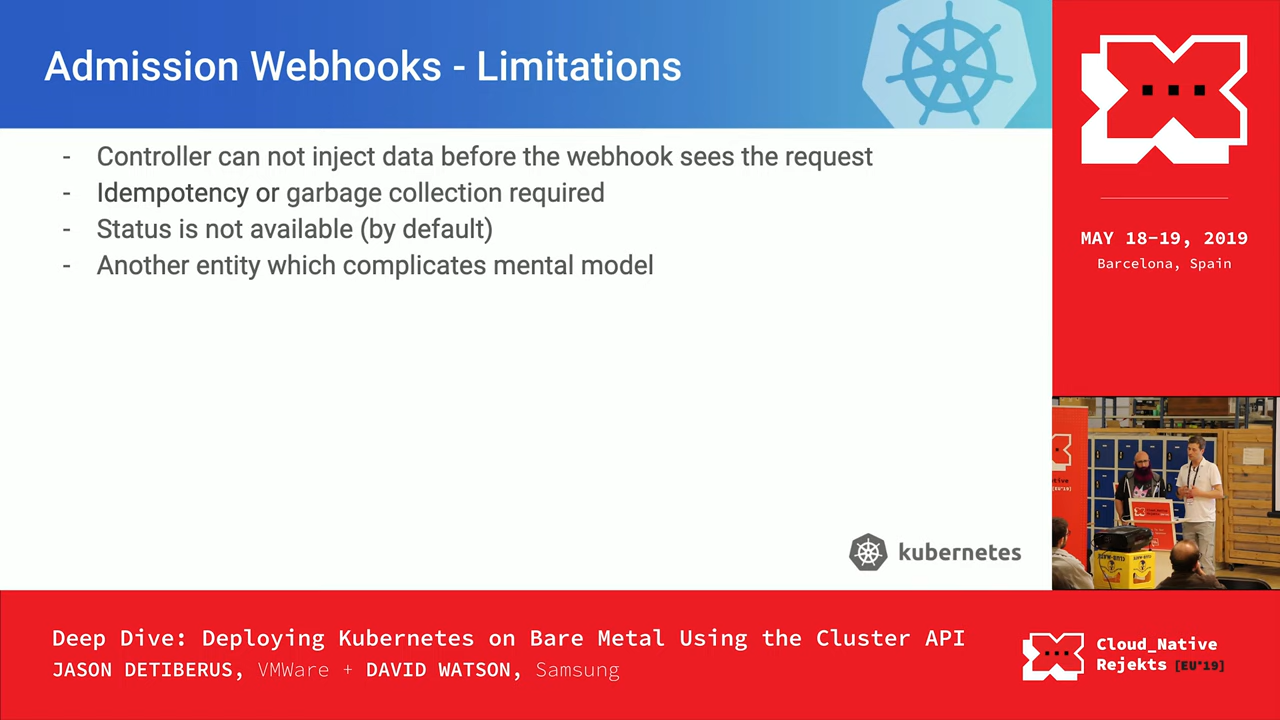 Admission Webhooks - Limitations
- Controller can not inject data before the webhook sees the request
- Idempotency or garbage collection required
- Status is not available (by default)
- Another entity which complicates mental model
kubernetes
MAY 18-19, 2019
Barcelona, Spain
Deep Dive: Deploying Kubernetes on Bare Metal Using the Cluster API
JASON DETIBERUS, VMWare + DAVID WATSON, Samsung
Cloud_Native
Rejekts [EU*19]